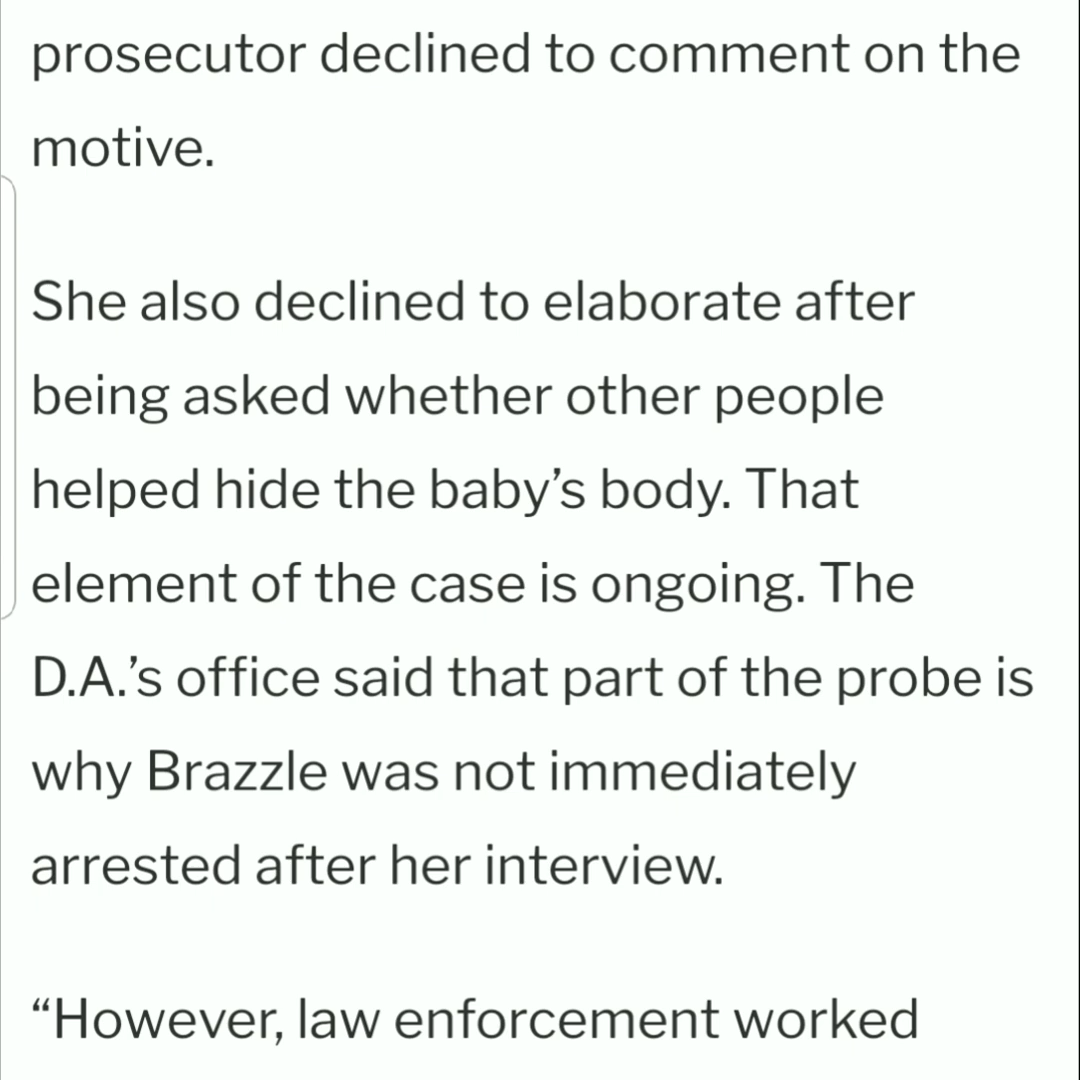 prosecutor declined to comment on the
motive.
She also declined to elaborate after
being asked whether other people
helped hide the baby’s body. That
element of the case is ongoing. The
D.A.’s office said that part of the probe is
why Brazzle was not immediately
arrested after her interview.
“However, law enforcement worked